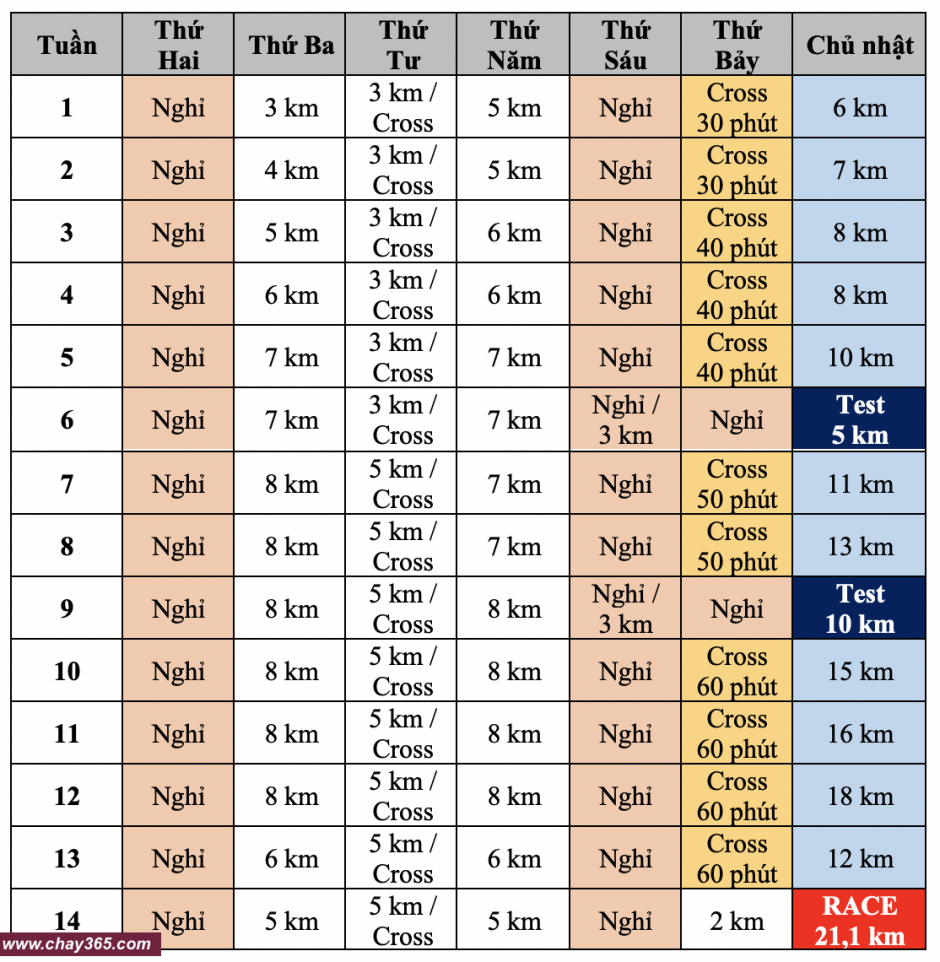 Tuần Thứ Hai Thứ Ba Thứ Tư Thứ Năm Thứ Sáu Thứ Bảy Chủ nhật
1 Nghỉ 3 km 3 km / Cross 5 km Nghỉ Cross 30 phút 6 km
2 Nghỉ 4 km 3 km / Cross 5 km Nghỉ Cross 30 phút 7 km
3 Nghỉ 5 km 3 km / Cross 6 km Nghỉ Cross 40 phút 8 km
4 Nghỉ 6 km 3 km / Cross 6 km Nghỉ Cross 40 phút 8 km
5 Nghỉ 7 km 3 km / Cross 7 km Nghỉ Cross 40 phút 10 km
6 Nghỉ 7 km 3 km / Cross 7 km Nghỉ / 3 km Nghỉ Test 5 km
7 Nghỉ 8 km 5 km / Cross 7 km Nghỉ Cross 50 phút 11 km
8 Nghỉ 8 km 5 km / Cross 7 km Nghỉ Cross 50 phút 13 km
9 Nghỉ 8 km 5 km / Cross 8 km Nghỉ / 3 km Nghỉ Test 10 km
10 Nghỉ 8 km 5 km / Cross 8 km Nghỉ Cross 60 phút 15 km
11 Nghỉ 8 km 5 km / Cross 8 km Nghỉ Cross 60 phút 16 km
12 Nghỉ 8 km 5 km / Cross 8 km Nghỉ Cross 60 phút 18 km
13 Nghỉ 6 km 5 km / Cross 6 km Nghỉ Cross 60 phút 12 km
14 Nghỉ 5 km 5 km / Cross 5 km Nghỉ 2 km RACE 21,1 km
www.chay365.com